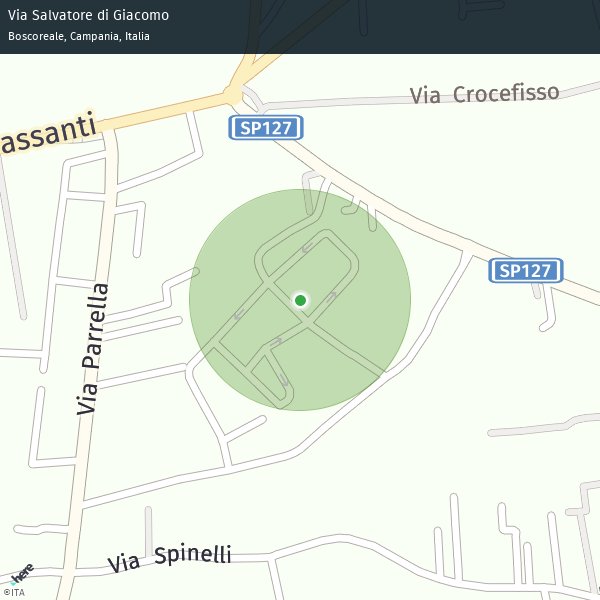 Via Salvatore di Giacomo
Boscoreale, Campania, Italia
Via Crocefisso
assanti
SP127
SP127
Via Parrella
Via Spinelli
here
©ITA